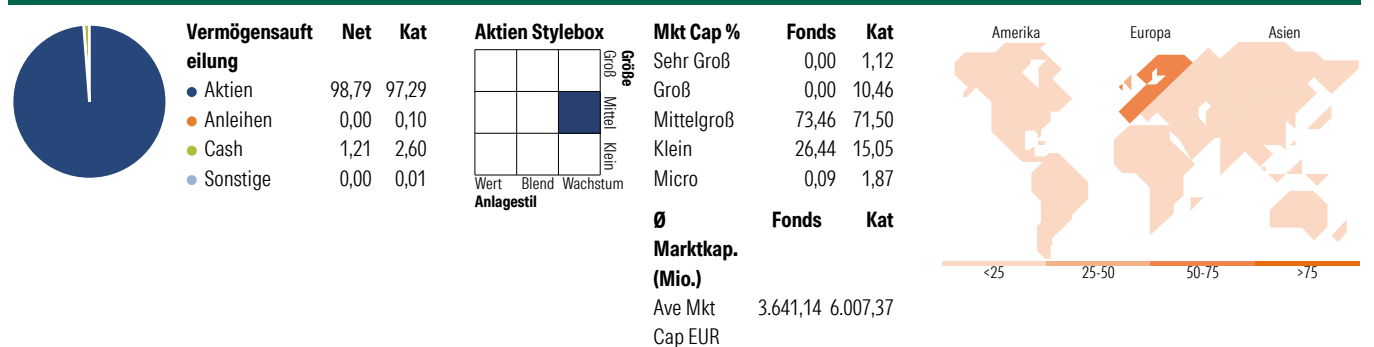 Vermögensauft Net Kat
eilung
Aktien 98,79 97,29
Anleihen 0,00 0,10
Cash 1,21 2,60
Sonstige 0,00 0,01
Aktien Stylebox
Größe
Groß
Mittel
Klein
Wert Blend Wachstum
Anlagestil
Mkt Cap % Fonds Kat
Sehr Groß 0,00 1,12
Groß 0,00 10,46
Mittelgroß 73,46 71,50
Klein 26,44 15,05
Micro 0,09 1,87
Ø Fonds Kat
Marktkap.
(Mio.)
Ave Mkt 3.641,14 6.007,37
Cap EUR
Amerika Europa Asien
<25 25-50 50-75 >75